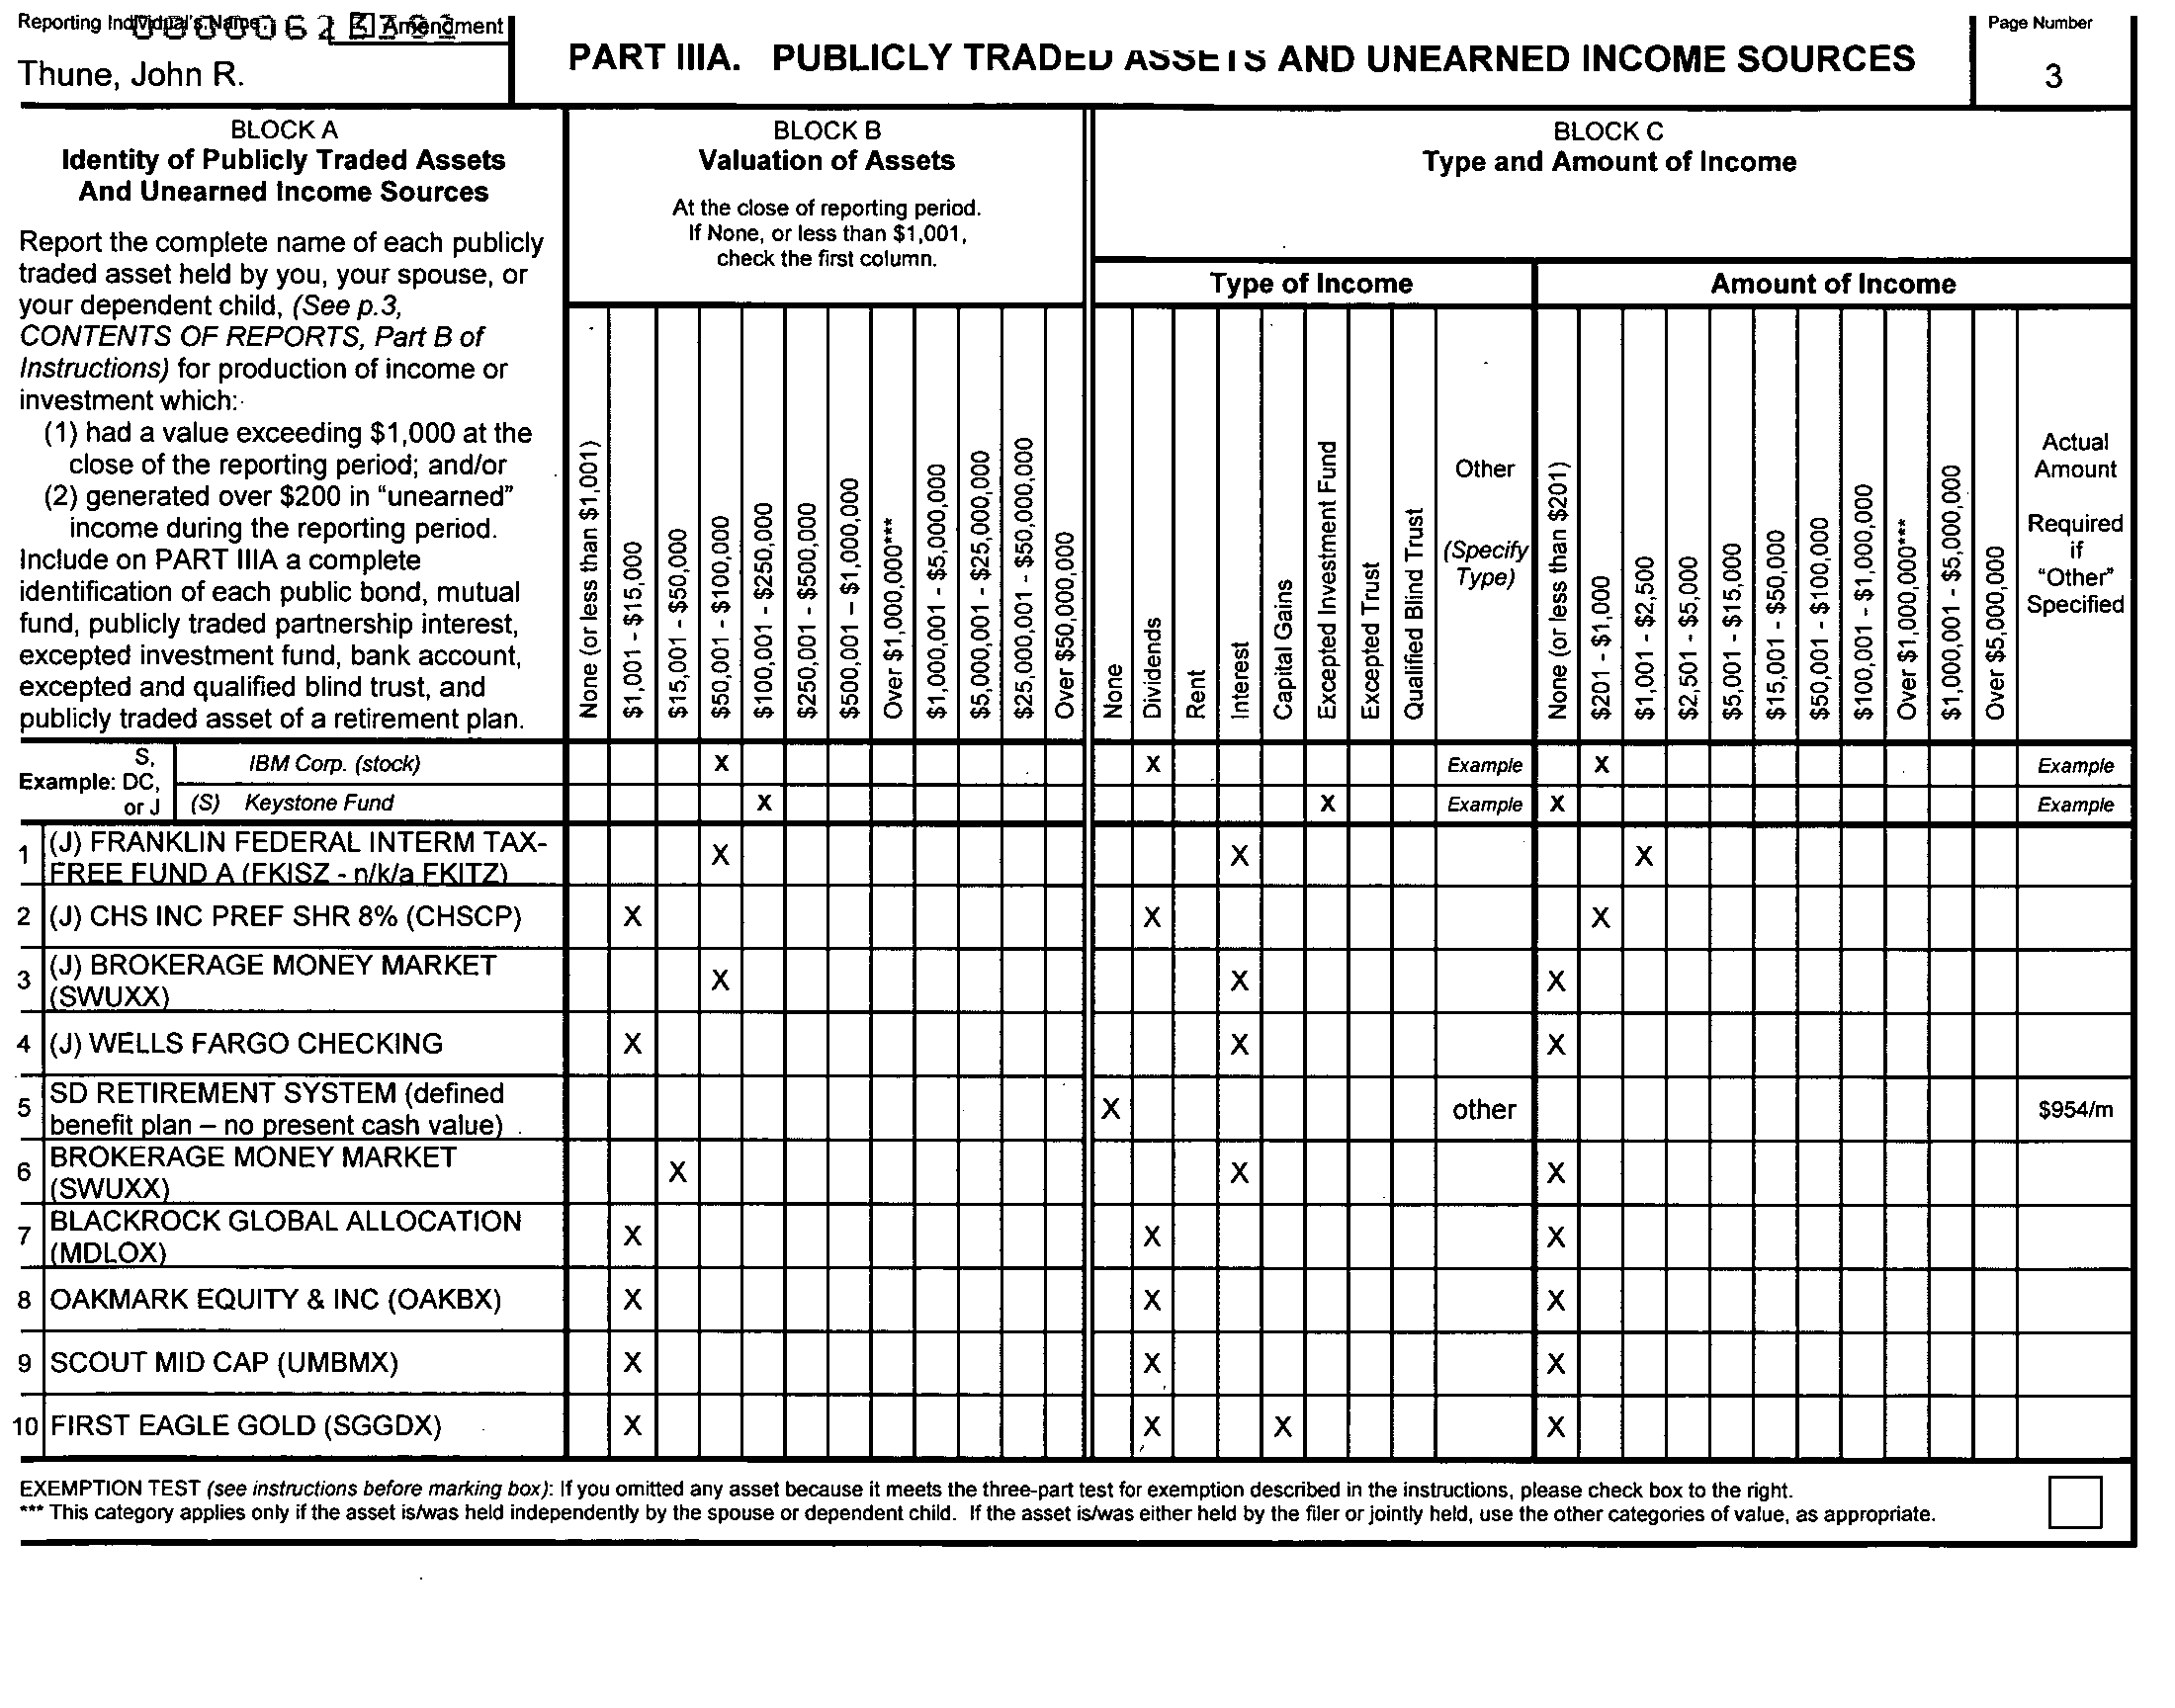 Reporting Individual's Name
Amendment
Thune, John R.
PART IIIA. PUBLICLY TRADED ASSETS AND UNEARNED INCOME SOURCES
Page Number
3
BLOCK A
Identity of Publicly Traded Assets
And Unearned Income Sources
Report the complete name of each publicly
traded asset held by you, your spouse, or
your dependent child, (See p.3,
CONTENTS OF REPORTS, Part B of
Instructions) for production of income or
investment which:
(1) had a value exceeding $1,000 at the
close of the reporting period; and/or
(2) generated over $200 in “unearned”
income during the reporting period.
Include on PART IIIA a complete
identification of each public bond, mutual
fund, publicly traded partnership interest,
excepted investment fund, bank account,
excepted and qualified blind trust, and
publicly traded asset of a retirement plan.
BLOCK B
Valuation of Assets
At the close of reporting period.
If None, or less than $1,001,
check the first column.
None (or less than $1,001)
$1,001 - $15,000
$15,001 - $50,000
$50,001 - $100,000
$100,001 - $250,000
$250,001 - $500,000
$500,001 – $1,000,000
Over $1,000,000***
$1,000,001 - $5,000,000
$5,000,001 - $25,000,000
$25,000,001 - $50,000,000
Over $50,000,000
BLOCK C
Type and Amount of Income
Type of Income
None
Dividends
Rent
Interest
Capital Gains
Excepted Investment Fund
Excepted Trust
Qualified Blind Trust
Other
(Specify
Type)
Amount of Income
None (or less than $201)
$201 - $1,000
$1,001 - $2,500
$2,501 - $5,000
$5,001 - $15,000
$15,001 - $50,000
$50,001 - $100,000
$100,001 - $1,000,000
Over $1,000,000***
$1,000,001 - $5,000,000
Over $5,000,000
Actual
Amount
Required
if
“Other”
Specified
Example: S, DC, or J
IBM Corp. (stock) X X Example X Example
(S) Keystone Fund X X Example X Example
1 (J) FRANKLIN FEDERAL INTERM TAX-
FREE FUND A (FKISZ - n/k/a FKITZ) X X X
2 (J) CHS INC PREF SHR 8% (CHSCP) X X X
3 (J) BROKERAGE MONEY MARKET
(SWUXX) X X X
4 (J) WELLS FARGO CHECKING X X X
5 SD RETIREMENT SYSTEM (defined
benefit plan – no present cash value) X other $954/m
6 BROKERAGE MONEY MARKET
(SWUXX) X X X
7 BLACKROCK GLOBAL ALLOCATION
(MDLOX) X X X
8 OAKMARK EQUITY & INC (OAKBX) X X X
9 SCOUT MID CAP (UMBMX) X X X
10 FIRST EAGLE GOLD (SGGDX) X X X X
EXEMPTION TEST (see instructions before marking box): If you omitted any asset because it meets the three-part test for exemption described in the instructions, please check box to the right.
*** This category applies only if the asset is/was held independently by the spouse or dependent child. If the asset is/was either held by the filer or jointly held, use the other categories of value, as appropriate.